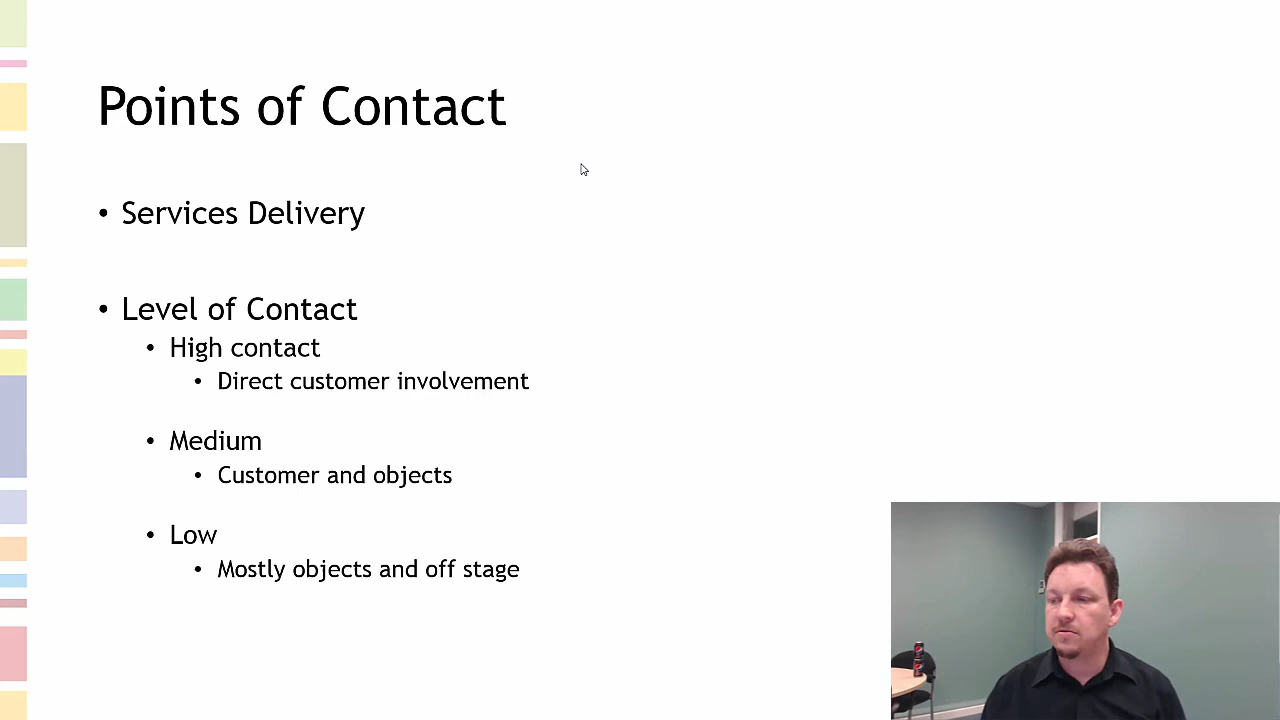 Points of Contact
• Services Delivery
• Level of Contact
• High contact
• Direct customer involvement
• Medium
• Customer and objects
• Low
• Mostly objects and off stage